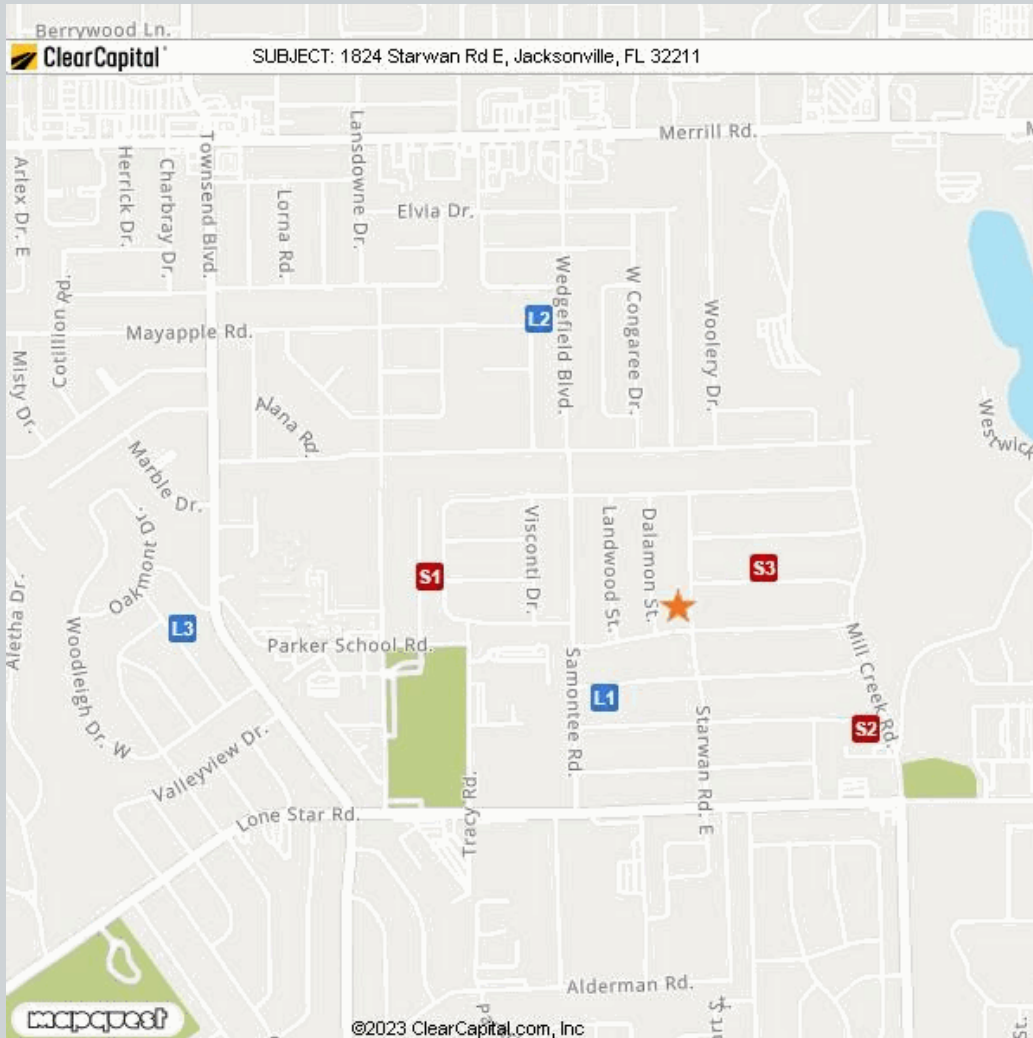 Berrywood Ln.
ClearCapital
SUBJECT: 1824 Starwan Rd E, Jacksonville, FL 32211
Merrill Rd.
Arlex Dr. E
Herrick Dr.
Charbray Dr.
Townsend Blvd.
Lorna Rd.
Lansdowne Dr.
Elvia Dr.
Cotillion Rd.
Mayapple Rd.
L2
Wedgefield Blvd.
W Congaree Dr.
Woolery Dr.
Misty Dr.
Alana Rd.
Westwick
Marble Dr.
Oakmont Dr.
Visconti Dr.
Landwood St.
Dalamon St.
S1
S3
Aletha Dr.
L3
Woodleigh Dr. W
Parker School Rd.
Samontee Rd.
L1
Starwan Rd. E
Mill Creek Rd.
S2
Valleyview Dr.
Lone Star Rd.
Tracy Rd.
Alderman Rd.
mapquest
©2023 ClearCapital.com, Inc